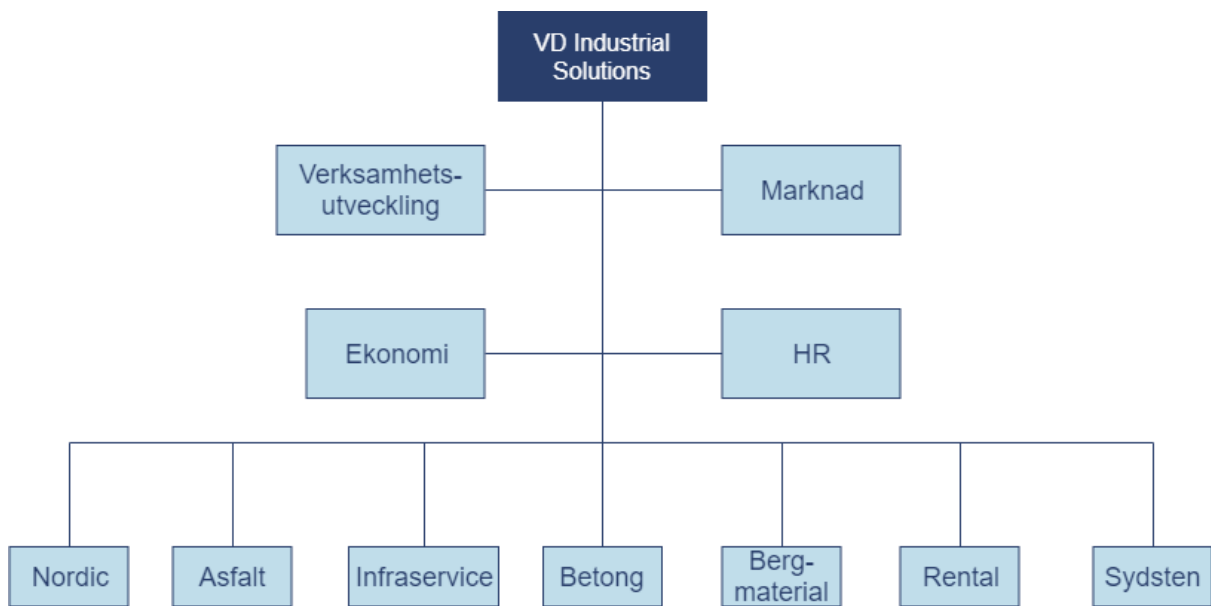 VD Industrial
Solutions
Verksamhets-
utveckling
Marknad
Ekonomi
HR
Nordic
Asfalt
Infraservice
Betong
Berg-
material
Rental
Sydsten